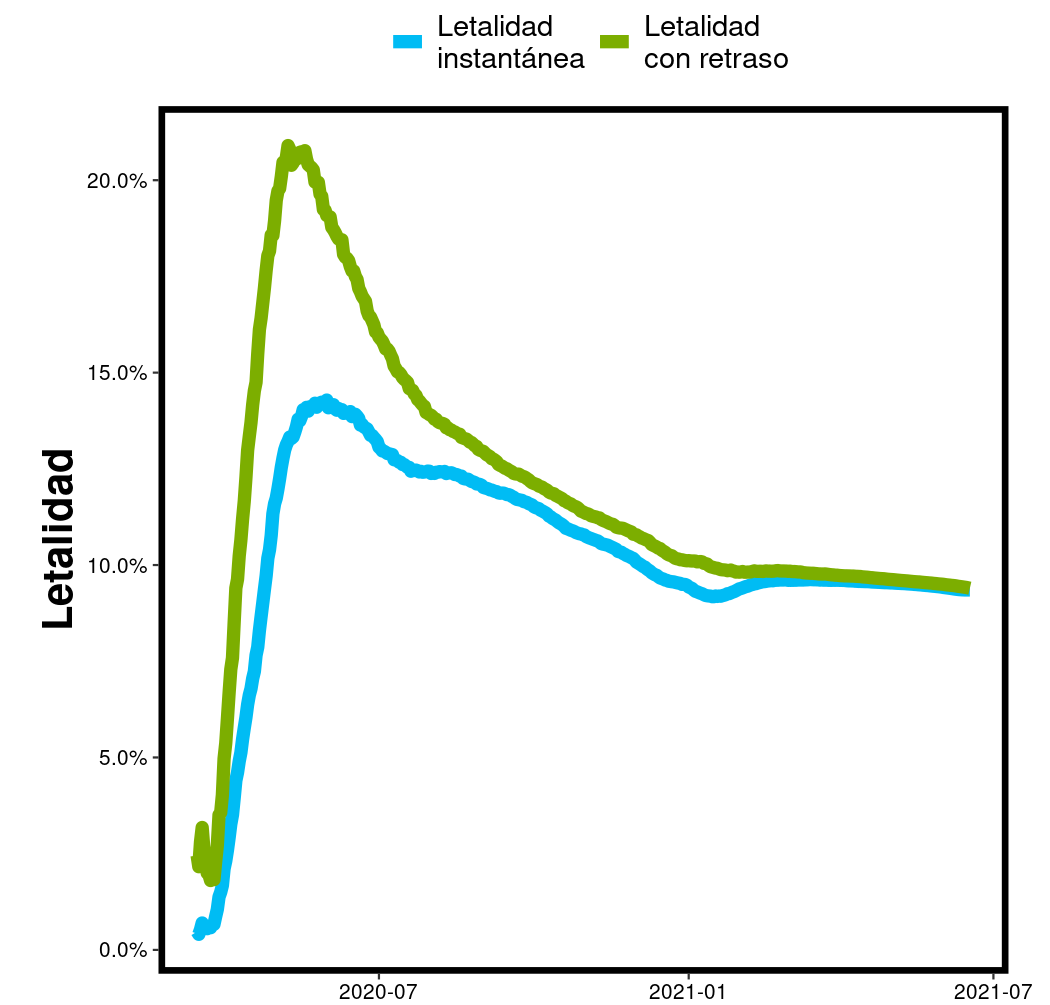 Letalidad
instantánea
Letalidad
con retraso
Letalidad
20.0%
15.0%
10.0%
5.0%
0.0%
2020-07
2021-01
2021-07